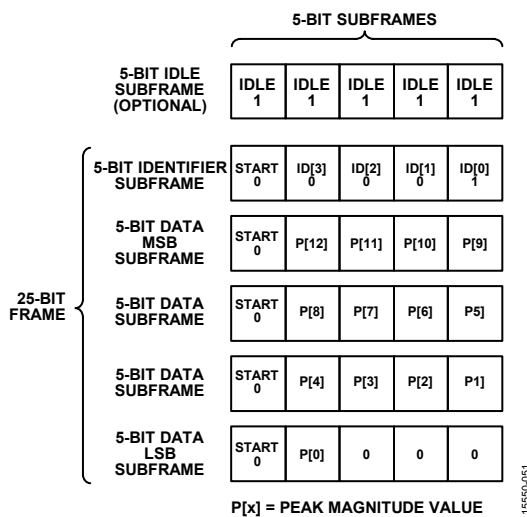 5-BIT SUBFRAMES
5-BIT IDLE
SUBFRAME
(OPTIONAL)
IDLE IDLE IDLE IDLE IDLE
1 1 1 1 1
5-BIT IDENTIFIER
SUBFRAME
START ID[3] ID[2] ID[1] ID[0]
0 0 0 0 1
5-BIT DATA
MSB
SUBFRAME
START P[12] P[11] P[10] P[9]
0
25-BIT
FRAME
5-BIT DATA
SUBFRAME
START P[8] P[7] P[6] P5]
0
5-BIT DATA
SUBFRAME
START P[4] P[3] P[2] P1]
0
5-BIT DATA
LSB
SUBFRAME
START P[0] 0 0 0
0
P[x] = PEAK MAGNITUDE VALUE
15550-051